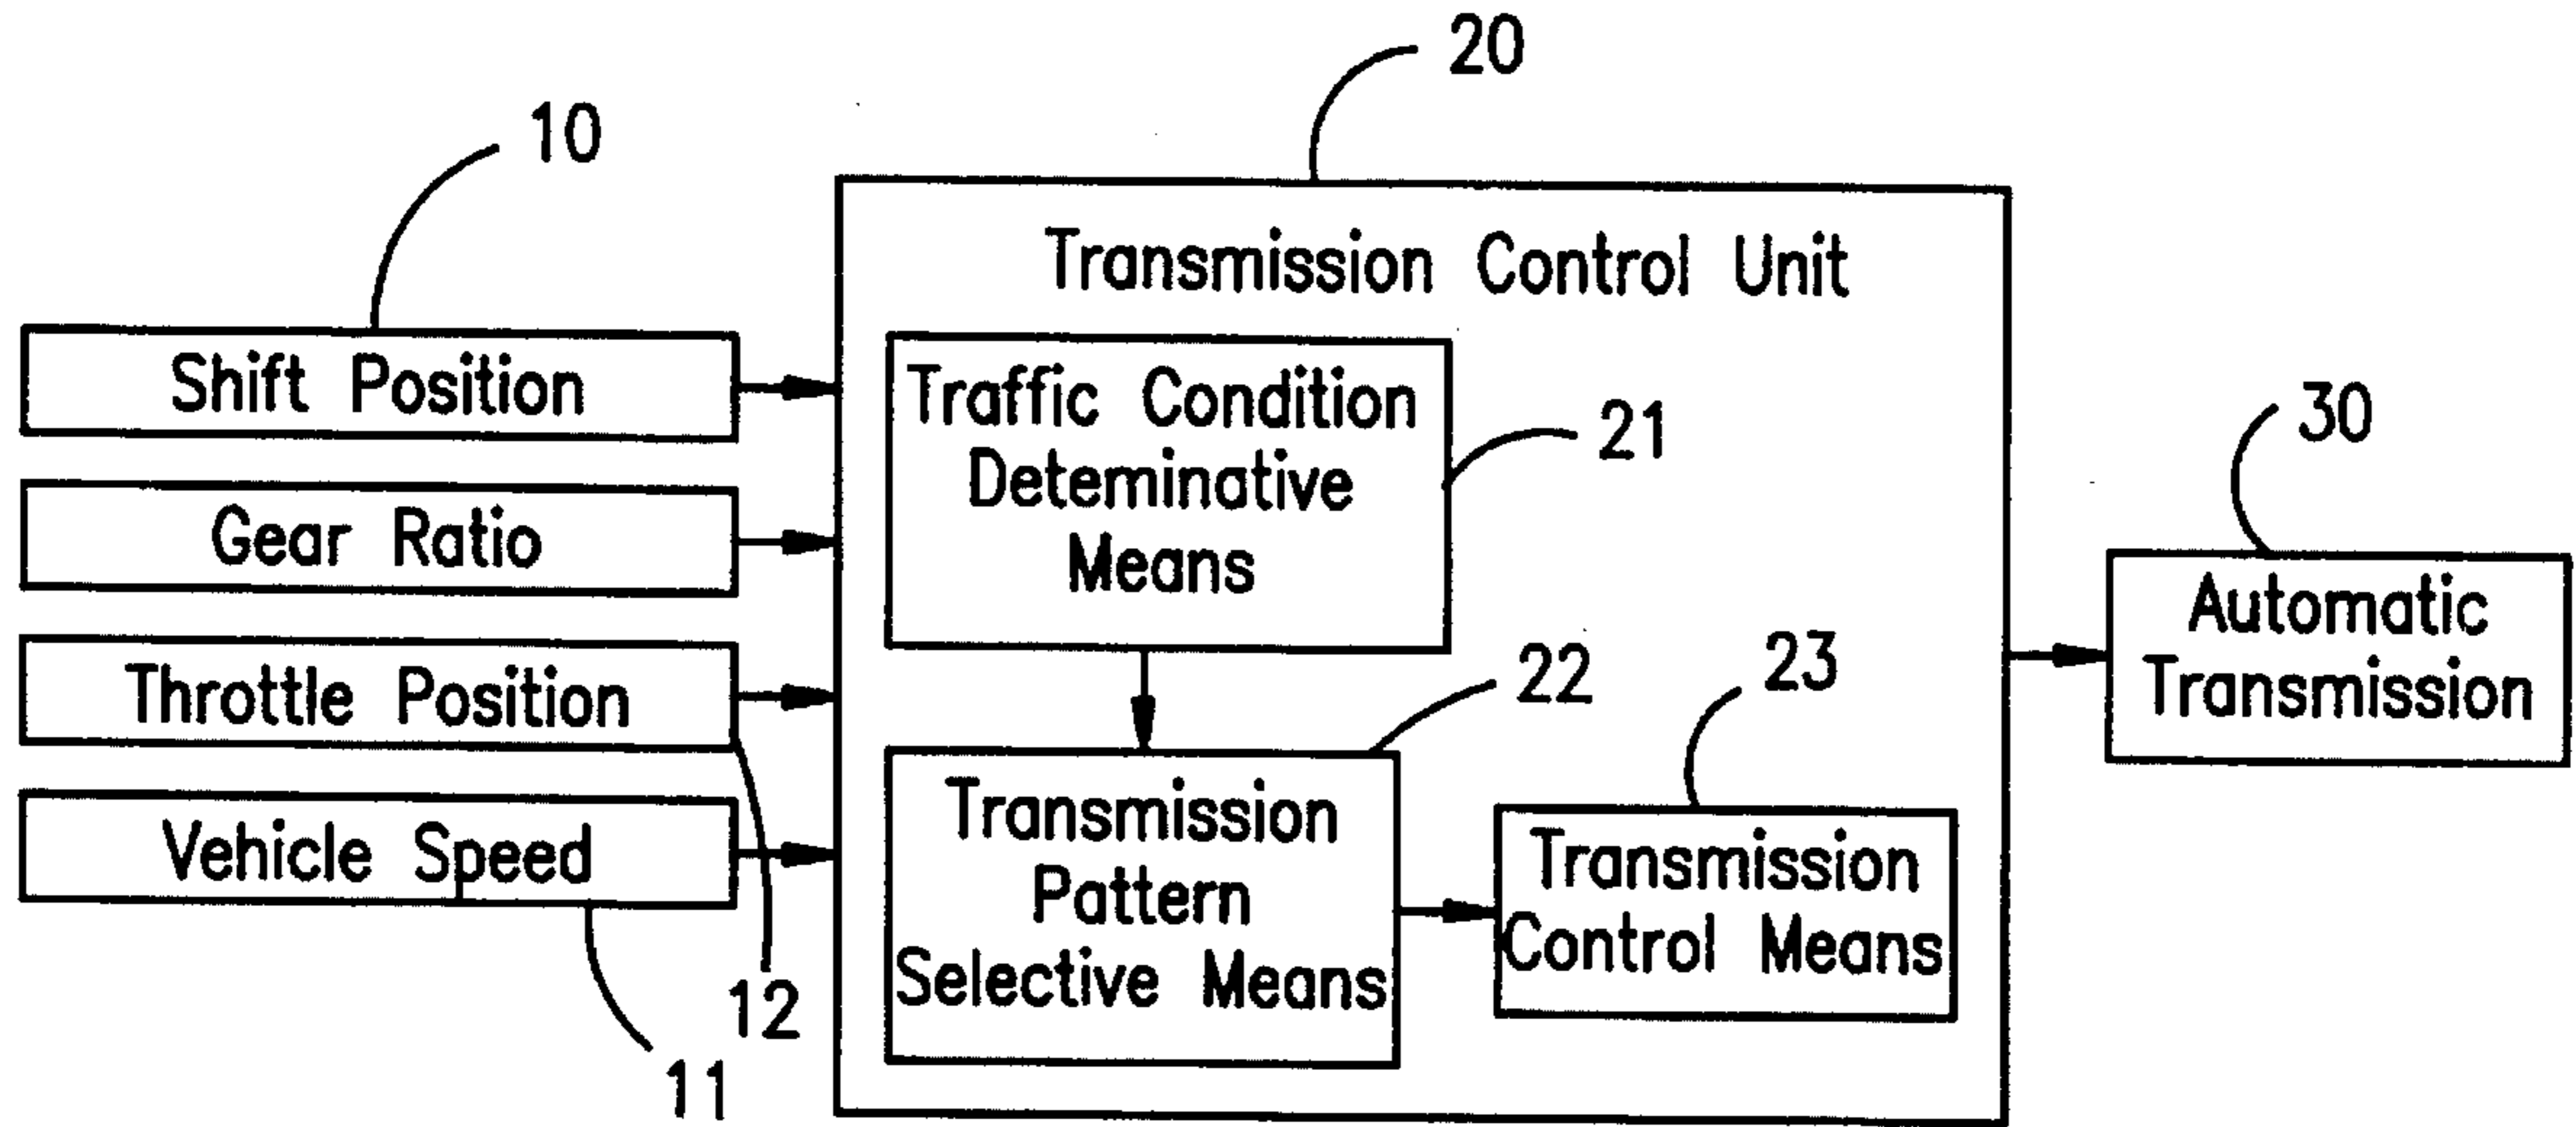 20
10
Transmission Control Unit
Shift Position
Traffic Condition
Deteminative
Means
21
30
Gear Ratio
Automatic
Transmission
Throttle Position
22
23
Transmission
Pattern
Selective Means
Transmission
Control Means
Vehicle Speed
12
11